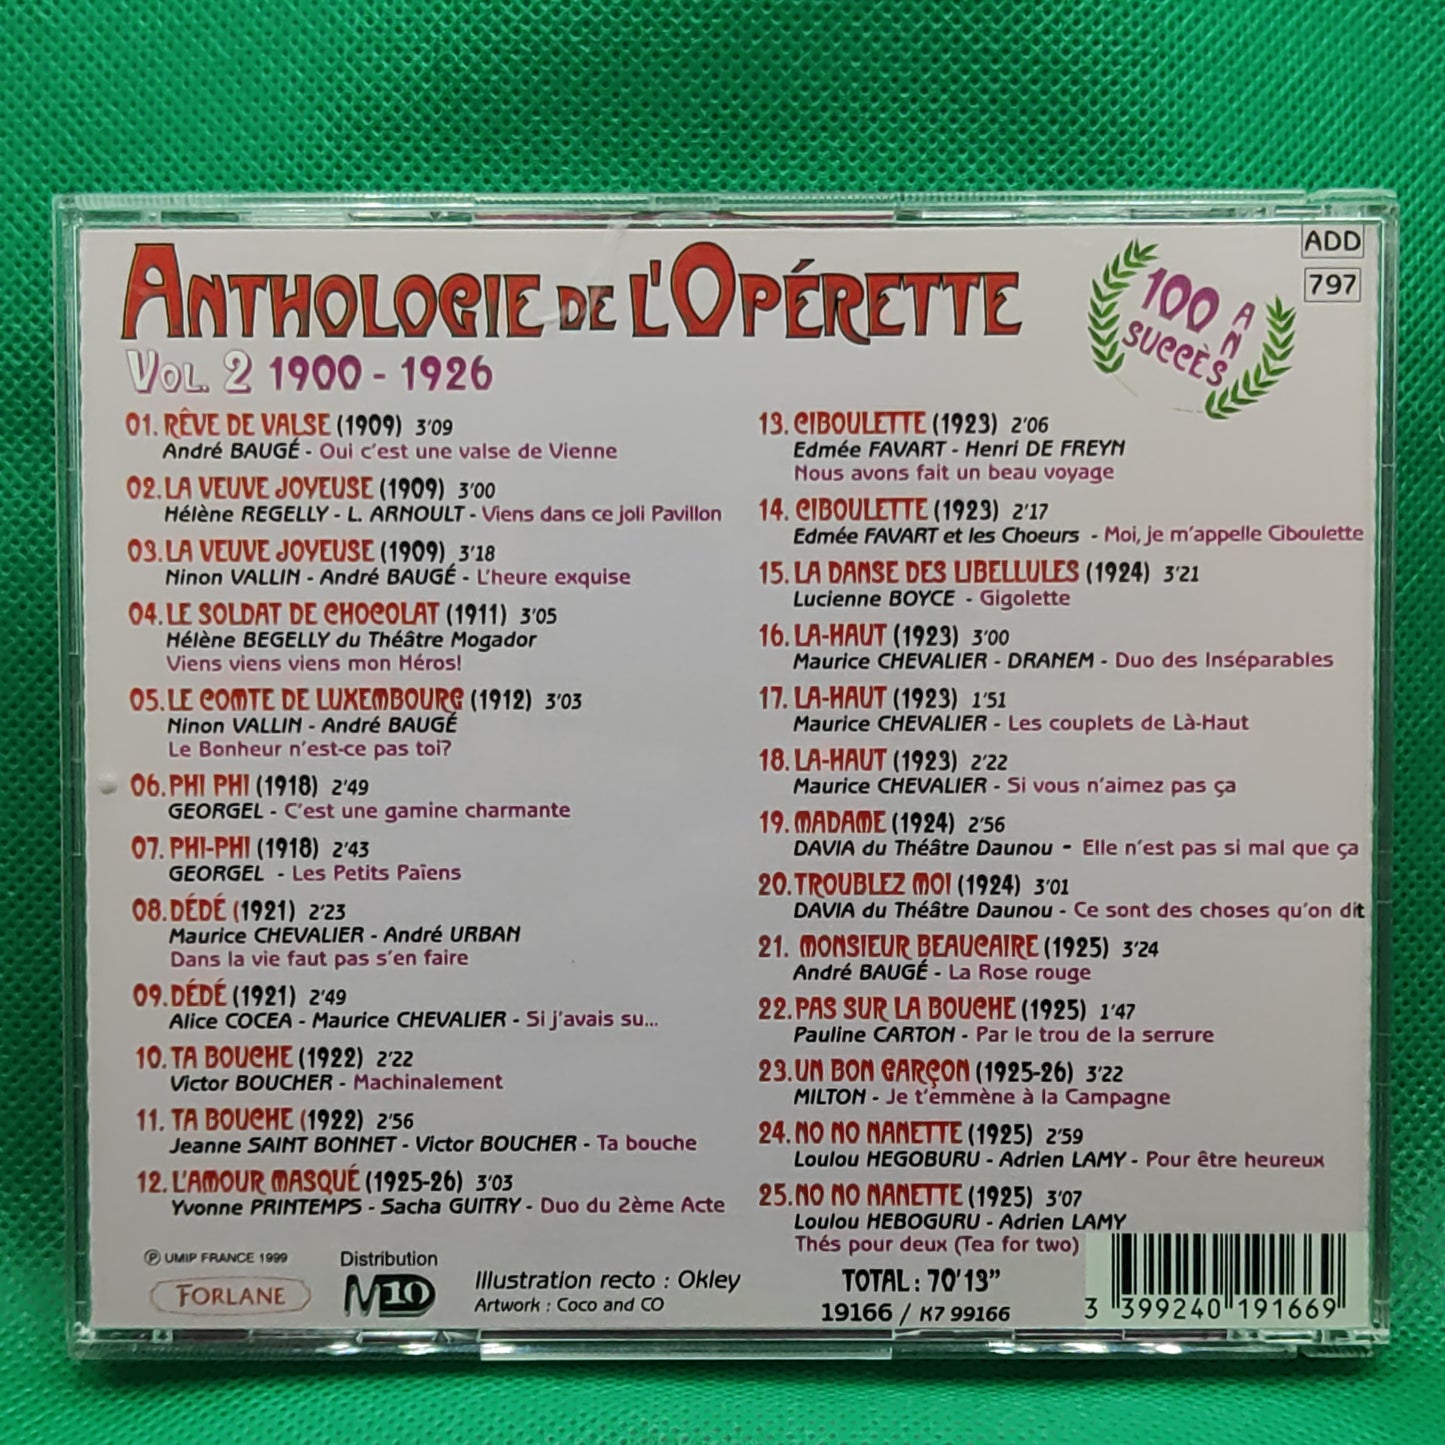 ANTHOLOGIE DE L'OPÉRETTE
VOL. 2 1900 - 1926
100 ANS
SUCCÈS
ADD
797
01. RÊVE DE VALSE (1909) 3'09
André BAUGÉ - Oui c'est une valse de Vienne
02. LA VEUVE JOYEUSE (1909) 3'00
Hélène REGELLY - L. ARNOULT - Viens dans ce joli Pavillon
03. LA VEUVE JOYEUSE (1909) 3'18
Ninon VALLIN - André BAUGÉ - L'heure exquise
04. LE SOLDAT DE CHOCOLAT (1911) 3'05
Hélène BEGELLY du Théâtre Mogador
Viens viens viens mon Héros!
05. LE COMTE DE LUXEMBOURG (1912) 3'03
Ninon VALLIN - André BAUGÉ
Le Bonheur n'est-ce pas toi?
06. PHI PHI (1918) 2'49
GEORGEL - C'est une gamine charmante
07. PHI-PHI (1918) 2'43
GEORGEL - Les Petits Païens
08. DÉDÉ (1921) 2'23
Maurice CHEVALIER - André URBAN
Dans la vie faut pas s'en faire
09. DÉDÉ (1921) 2'49
Alice COCEA - Maurice CHEVALIER - Si j'avais su...
10. TA BOUCHE (1922) 2'22
Victor BOUCHER - Machinalement
11. TA BOUCHE (1922) 2'56
Jeanne SAINT BONNET - Victor BOUCHER - Ta bouche
12. L'AMOUR MASQUÉ (1925-26) 3'03
Yvonne PRINTEMPS - Sacha GUITRY - Duo du 2ème Acte
13. CIBOULETTE (1923) 2'06
Edmée FAVART - Henri DE FREYN
Nous avons fait un beau voyage
14. CIBOULETTE (1923) 2'17
Edmée FAVART et les Choeurs - Moi, je m'appelle Ciboulette
15. LA DANSE DES LIBELLULES (1924) 3'21
Lucienne BOYCE - Gigolette
16. LA-HAUT (1923) 3'00
Maurice CHEVALIER - DRANEM - Duo des Inséparables
17. LA-HAUT (1923) 1'51
Maurice CHEVALIER - Les couplets de Là-Haut
18. LA-HAUT (1923) 2'22
Maurice CHEVALIER - Si vous n'aimez pas ça
19. MADAME (1924) 2'56
DAVIA du Théâtre Daunou - Elle n'est pas si mal que ça
20. TROUBLEZ MOI (1924) 3'01
DAVIA du Théâtre Daunou - Ce sont des choses qu'on dit
21. MONSIEUR BEAUCAIRE (1925) 3'24
André BAUGÉ - La Rose rouge
22. PAS SUR LA BOUCHE (1925) 1'47
Pauline CARTON - Par le trou de la serrure
23. UN BON GARÇON (1925-26) 3'22
MILTON - Je t'emmène à la Campagne
24. NO NO NANETTE (1925) 2'59
Loulou HEGOBURU - Adrien LAMY - Pour être heureux
25. NO NO NANETTE (1925) 3'07
Loulou HEBOGURU - Adrien LAMY
Thés pour deux (Tea for two)
℗ UMIP FRANCE 1999
FORLANE
Distribution
M10
Illustration recto : Okley
Artwork : Coco and CO
TOTAL : 70'13"
19166 / K7 99166
3 399240 191669